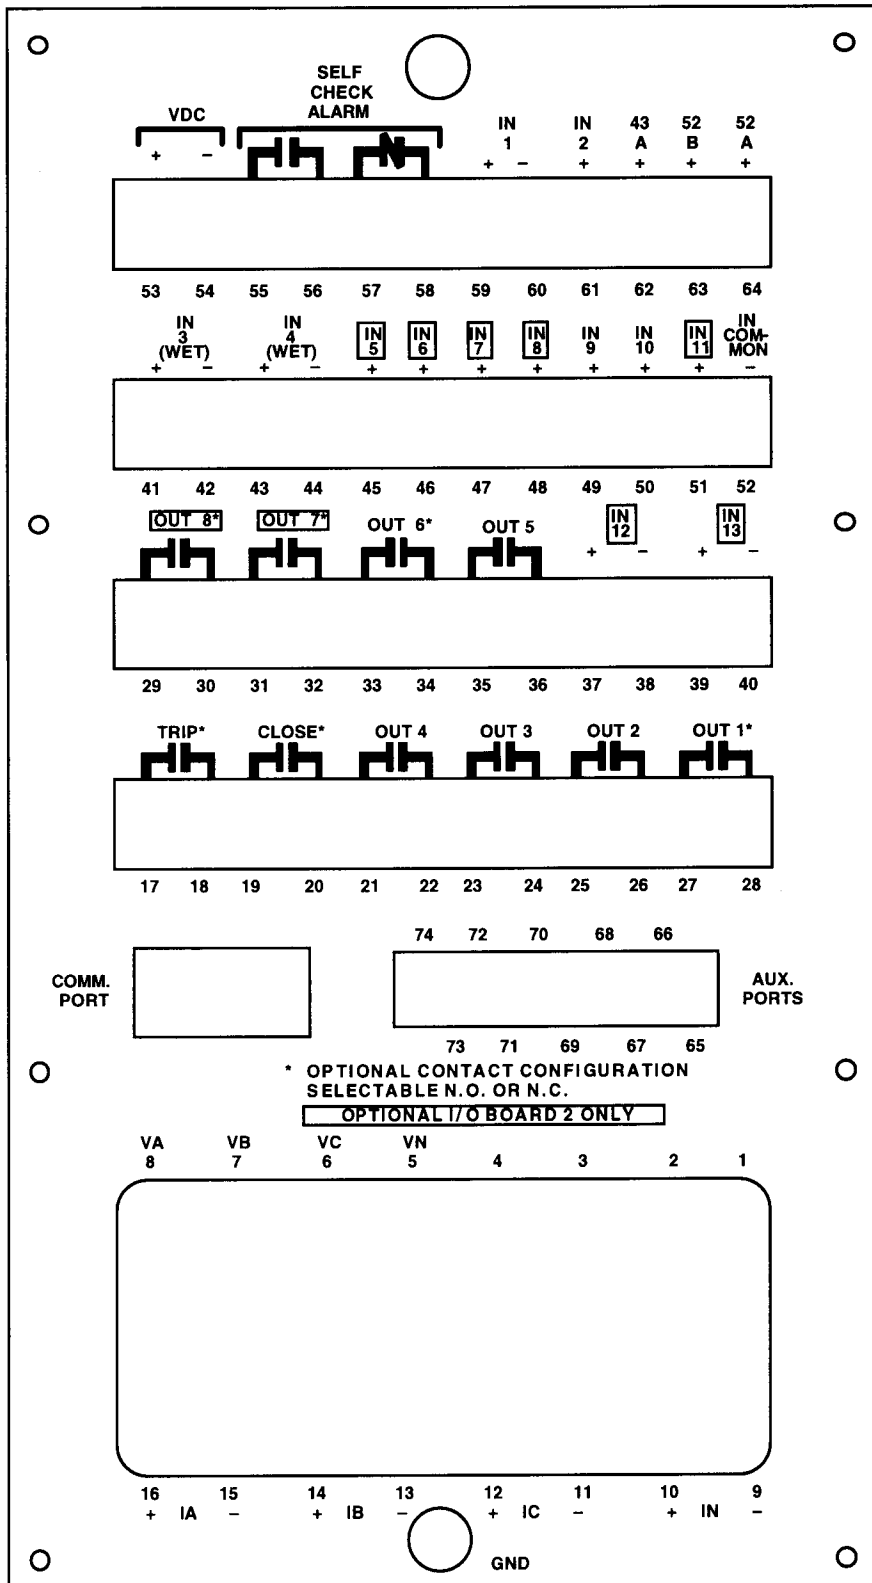 SELF
CHECK
ALARM
VDC
+ −
IN
1
+ −
IN
2
+
43
A
+
52
B
+
52
A
+
53 54 55 56 57 58 59 60 61 62 63 64
IN
3
(WET)
+ −
IN
4
(WET)
+ −
IN
5
+
IN
6
+
IN
7
+
IN
8
+
IN
9
+
IN
10
+
IN
11
+
IN
COM-
MON
−
41 42 43 44 45 46 47 48 49 50 51 52
OUT 8* OUT 7* OUT 6* OUT 5
IN
12
+ −
IN
13
+ −
29 30 31 32 33 34 35 36 37 38 39 40
TRIP* CLOSE* OUT 4 OUT 3 OUT 2 OUT 1*
17 18 19 20 21 22 23 24 25 26 27 28
74 72 70 68 66
COMM.
PORT
AUX.
PORTS
73 71 69 67 65
* OPTIONAL CONTACT CONFIGURATION
SELECTABLE N.O. OR N.C.
OPTIONAL I/O BOARD 2 ONLY
VA VB VC VN
8 7 6 5 4 3 2 1
16 15 14 13 12 11 10 9
+ IA − + IB − + IC − + IN −
GND